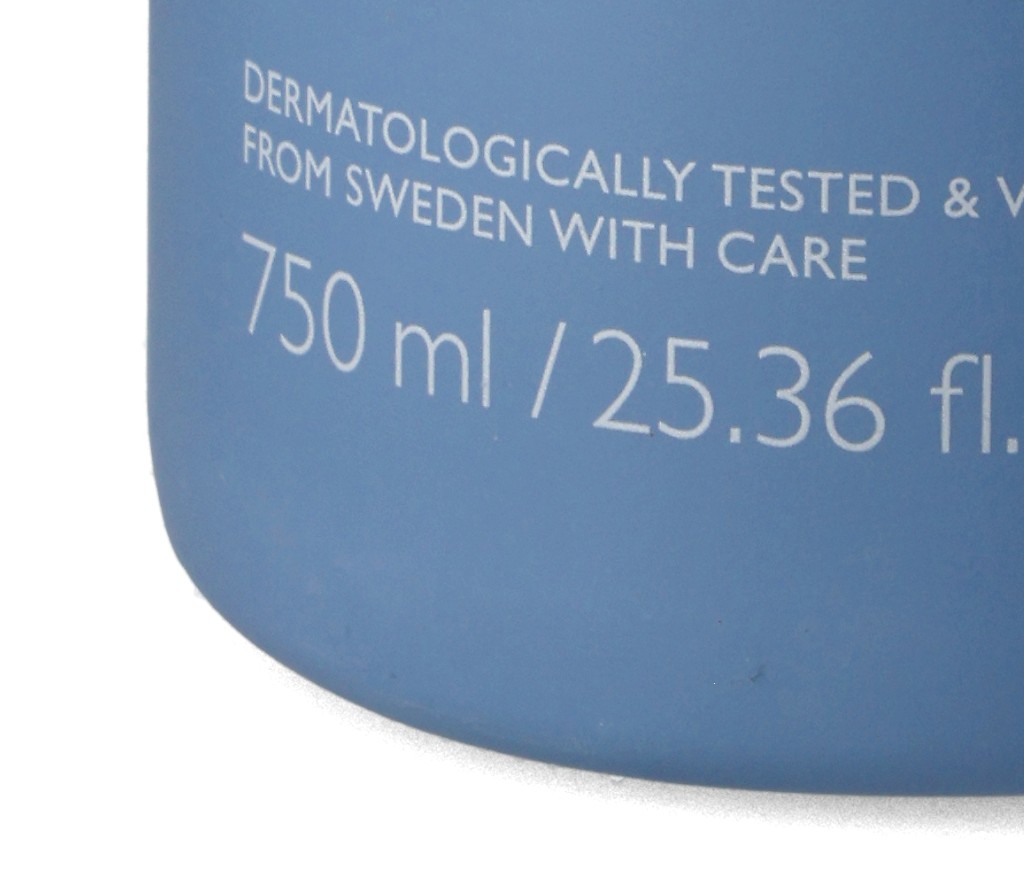 DERMATOLOGICALLY TESTED &
FROM SWEDEN WITH CARE
750 ml / 25.36 fl.